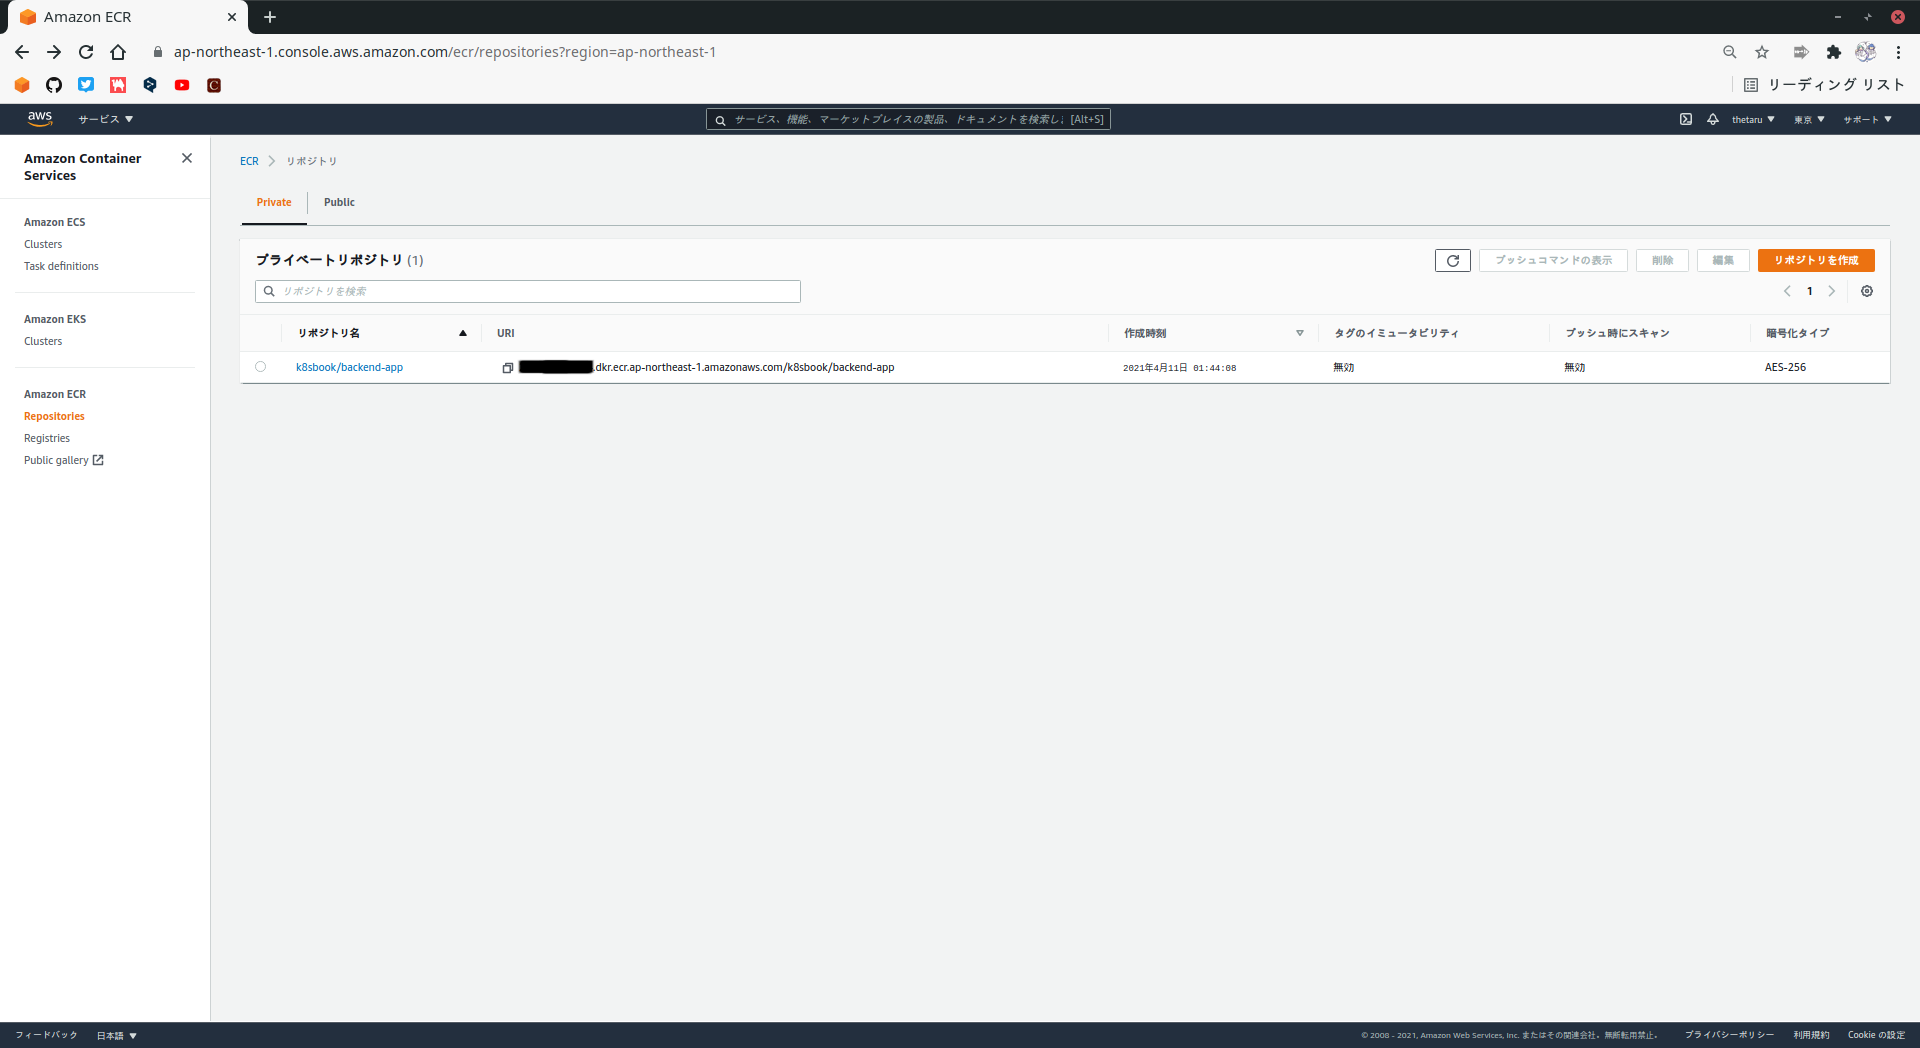 Amazon ECR
ap-northeast-1.console.aws.amazon.com/ecr/repositories?region=ap-northeast-1
リーディング リスト
aws
サービス
サービス、機能、マーケットプレイスの製品、ドキュメントを検索し
[Alt+S]
thetaru
東京
サポート
Amazon Container
Services
Amazon ECS
Clusters
Task definitions
Amazon EKS
Clusters
Amazon ECR
Repositories
Registries
Public gallery
ECR
リポジトリ
Private
Public
プライベートリポジトリ (1)
プッシュコマンドの表示
削除
編集
リポジトリを作成
リポジトリを検索
1
リポジトリ名
URI
作成時刻
タグのイミュータビリティ
プッシュ時にスキャン
暗号化タイプ
k8sbook/backend-app
.dkr.ecr.ap-northeast-1.amazonaws.com/k8sbook/backend-app
2021年4月11日 01:44:08
無効
無効
AES-256
フィードバック
日本語
© 2008 - 2021, Amazon Web Services, Inc. またはその関連会社。無断転用禁止。
プライバシーポリシー
利用規約
Cookie の設定